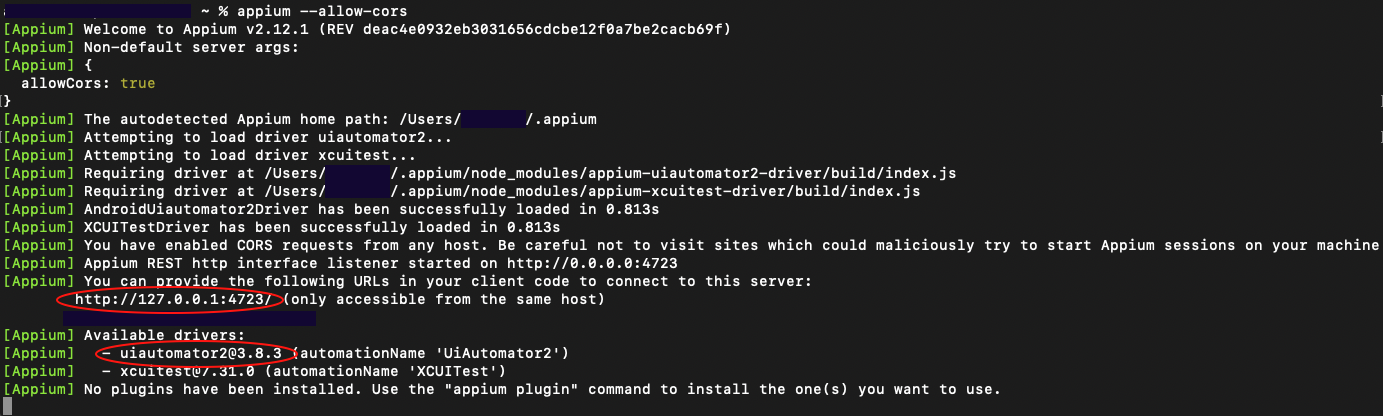 ~ % appium --allow-cors
[Appium] Welcome to Appium v2.12.1 (REV deac4e0932eb3031656cdcbe12f0a7be2cacb69f)
[Appium] Non-default server args:
[Appium] {
  allowCors: true
}
[Appium] The autodetected Appium home path: /Users/ /.appium
[Appium] Attempting to load driver uiautomator2...
[Appium] Attempting to load driver xcuitest...
[Appium] Requiring driver at /Users/ /.appium/node_modules/appium-uiautomator2-driver/build/index.js
[Appium] Requiring driver at /Users/ /.appium/node_modules/appium-xcuitest-driver/build/index.js
[Appium] AndroidUiautomator2Driver has been successfully loaded in 0.813s
[Appium] XCUITestDriver has been successfully loaded in 0.813s
[Appium] You have enabled CORS requests from any host. Be careful not to visit sites which could maliciously try to start Appium sessions on your machine
[Appium] Appium REST http interface listener started on http://0.0.0.0:4723
[Appium] You can provide the following URLs in your client code to connect to this server:
http://127.0.0.1:4723/ (only accessible from the same host)
[Appium] Available drivers:
[Appium]   - uiautomator2@3.8.3 (automationName 'UiAutomator2')
[Appium]   - xcuitest@7.31.0 (automationName 'XCUITest')
[Appium] No plugins have been installed. Use the "appium plugin" command to install the one(s) you want to use.